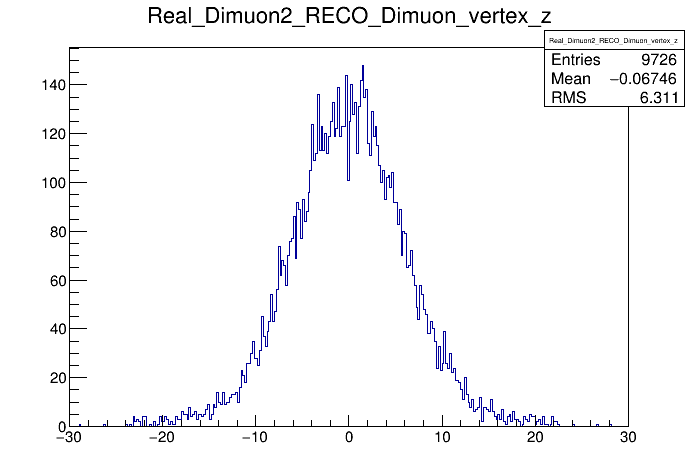 Real_Dimuon2_RECO_Dimuon_vertex_z
Real_Dimuon2_RECO_Dimuon_vertex_z
Entries 9726
Mean −0.06746
RMS 6.311
140
120
100
80
60
40
20
0
−30 −20 −10 0 10 20 30